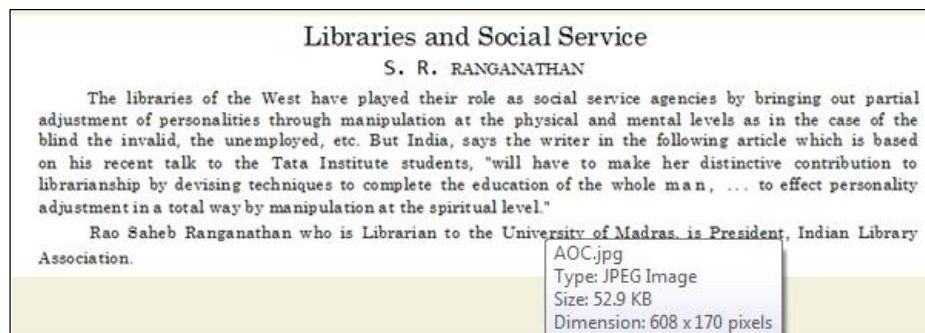 Libraries and Social Service
S. R. RANGANATHAN
The libraries of the West have played their role as social service agencies by bringing out partial
adjustment of personalities through manipulation at the physical and mental levels as in the case of the
blind the invalid, the unemployed, etc. But India, says the writer in the following article which is based
on his recent talk to the Tata Institute students, "will have to make her distinctive contribution to
librarianship by devising techniques to complete the education of the whole man, ... to effect personality
adjustment in a total way by manipulation at the spiritual level."
Rao Saheb Ranganathan who is Librarian to the University of Madras, is President, Indian Library
Association.
AOC.jpg
Type: JPEG Image
Size: 52.9 KB
Dimension: 608 x 170 pixels